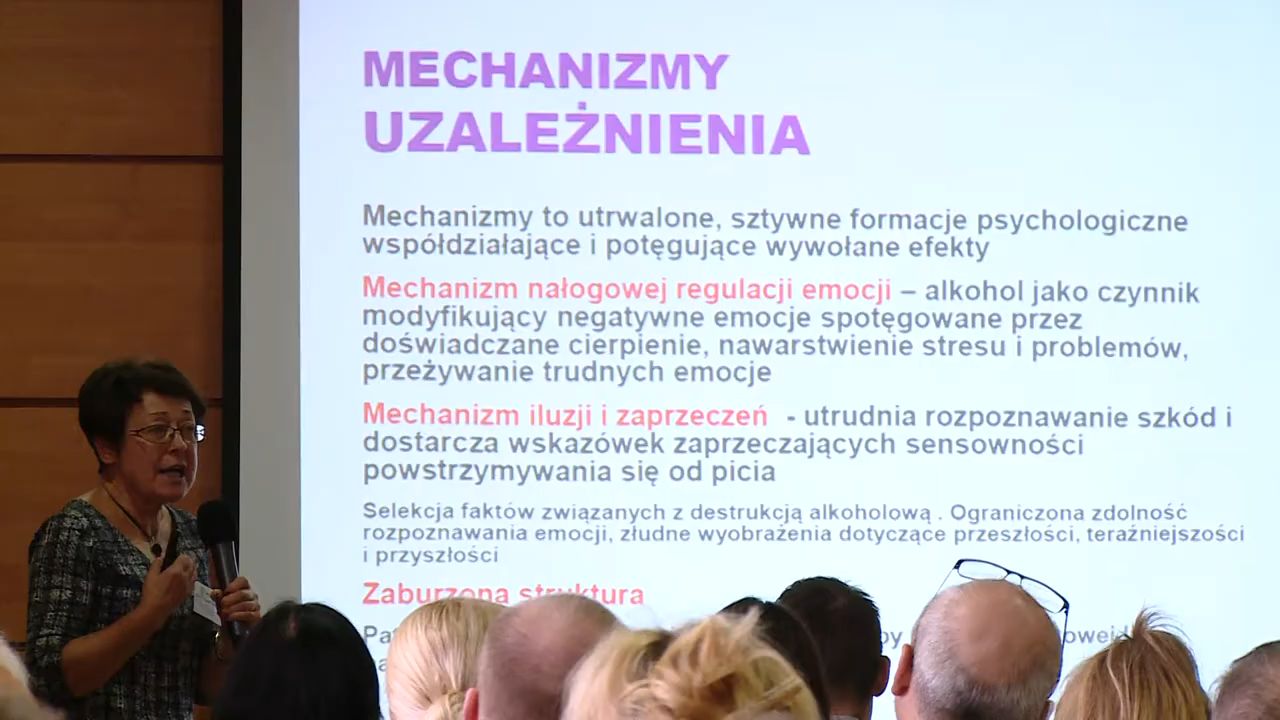 MECHANIZMY
UZALEŻNIENIA
Mechanizmy to utrwalone, sztywne formacje psychologiczne
współdziałające i potęgujące wywołane efekty
Mechanizm nałogowej regulacji emocji – alkohol jako czynnik
modyfikujący negatywne emocje spotęgowane przez
doświadczane cierpienie, nawarstwienie stresu i problemów,
przeżywanie trudnych emocje
Mechanizm iluzji i zaprzeczeń - utrudnia rozpoznawanie szkód i
dostarcza wskazówek zaprzeczających sensowności
powstrzymywania się od picia
Selekcja faktów związanych z destrukcją alkoholową . Ograniczona zdolność
rozpoznawania emocji, złudne wyobrażenia dotyczące przeszłości, teraźniejszości
i przyszłości
Zaburzona struktura